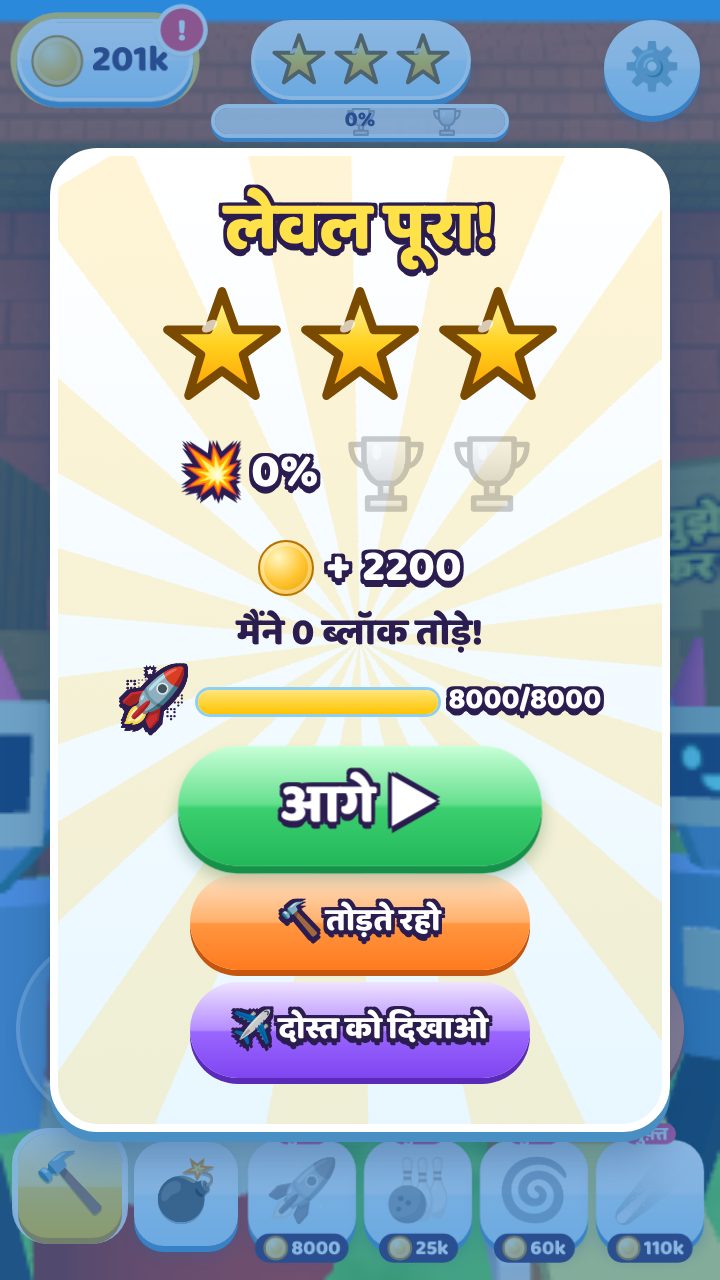 201k
!
0%
लेवल पूरा!
0%
+ 2200
मैंने 0 ब्लॉक तोड़े!
8000/8000
आगे
तोड़ते रहो
दोस्त को दिखाओ
8000
25k
60k
110k